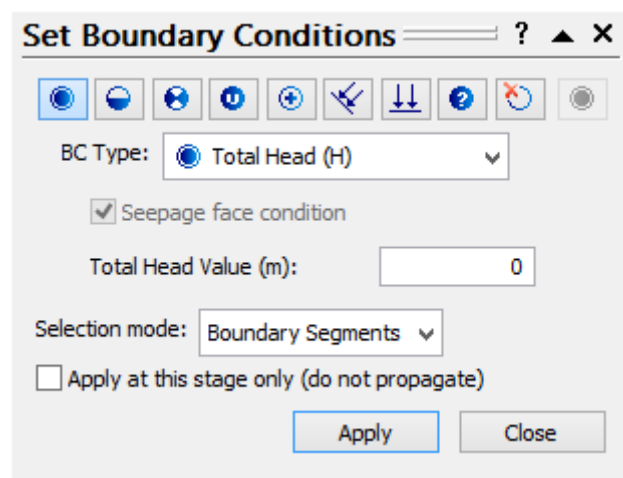 Set Boundary Conditions ?
BC Type: Total Head (H)
Seepage face condition
Total Head Value (m): 0
Selection mode: Boundary Segments
Apply at this stage only (do not propagate)
Apply Close